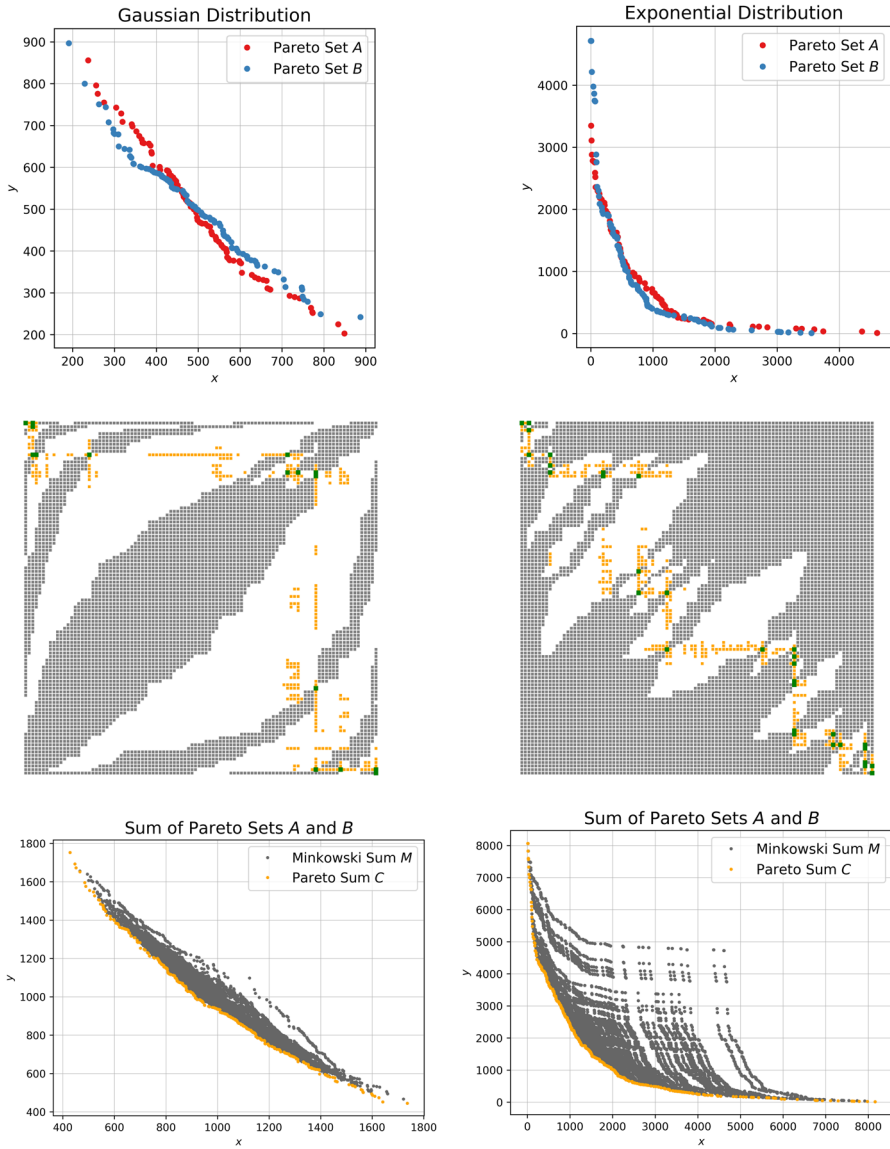 Gaussian Distribution
Pareto Set A
Pareto Set B
900
800
700
600
500
400
300
200
y
200 300 400 500 600 700 800 900
x
Exponential Distribution
Pareto Set A
Pareto Set B
4000
3000
2000
1000
0
y
0 1000 2000 3000 4000
x
Sum of Pareto Sets A and B
Minkowski Sum M
Pareto Sum C
1800
1600
1400
1200
1000
800
600
400
y
400 600 800 1000 1200 1400 1600 1800
x
Sum of Pareto Sets A and B
Minkowski Sum M
Pareto Sum C
8000
7000
6000
5000
4000
3000
2000
1000
0
y
0 1000 2000 3000 4000 5000 6000 7000 8000
x